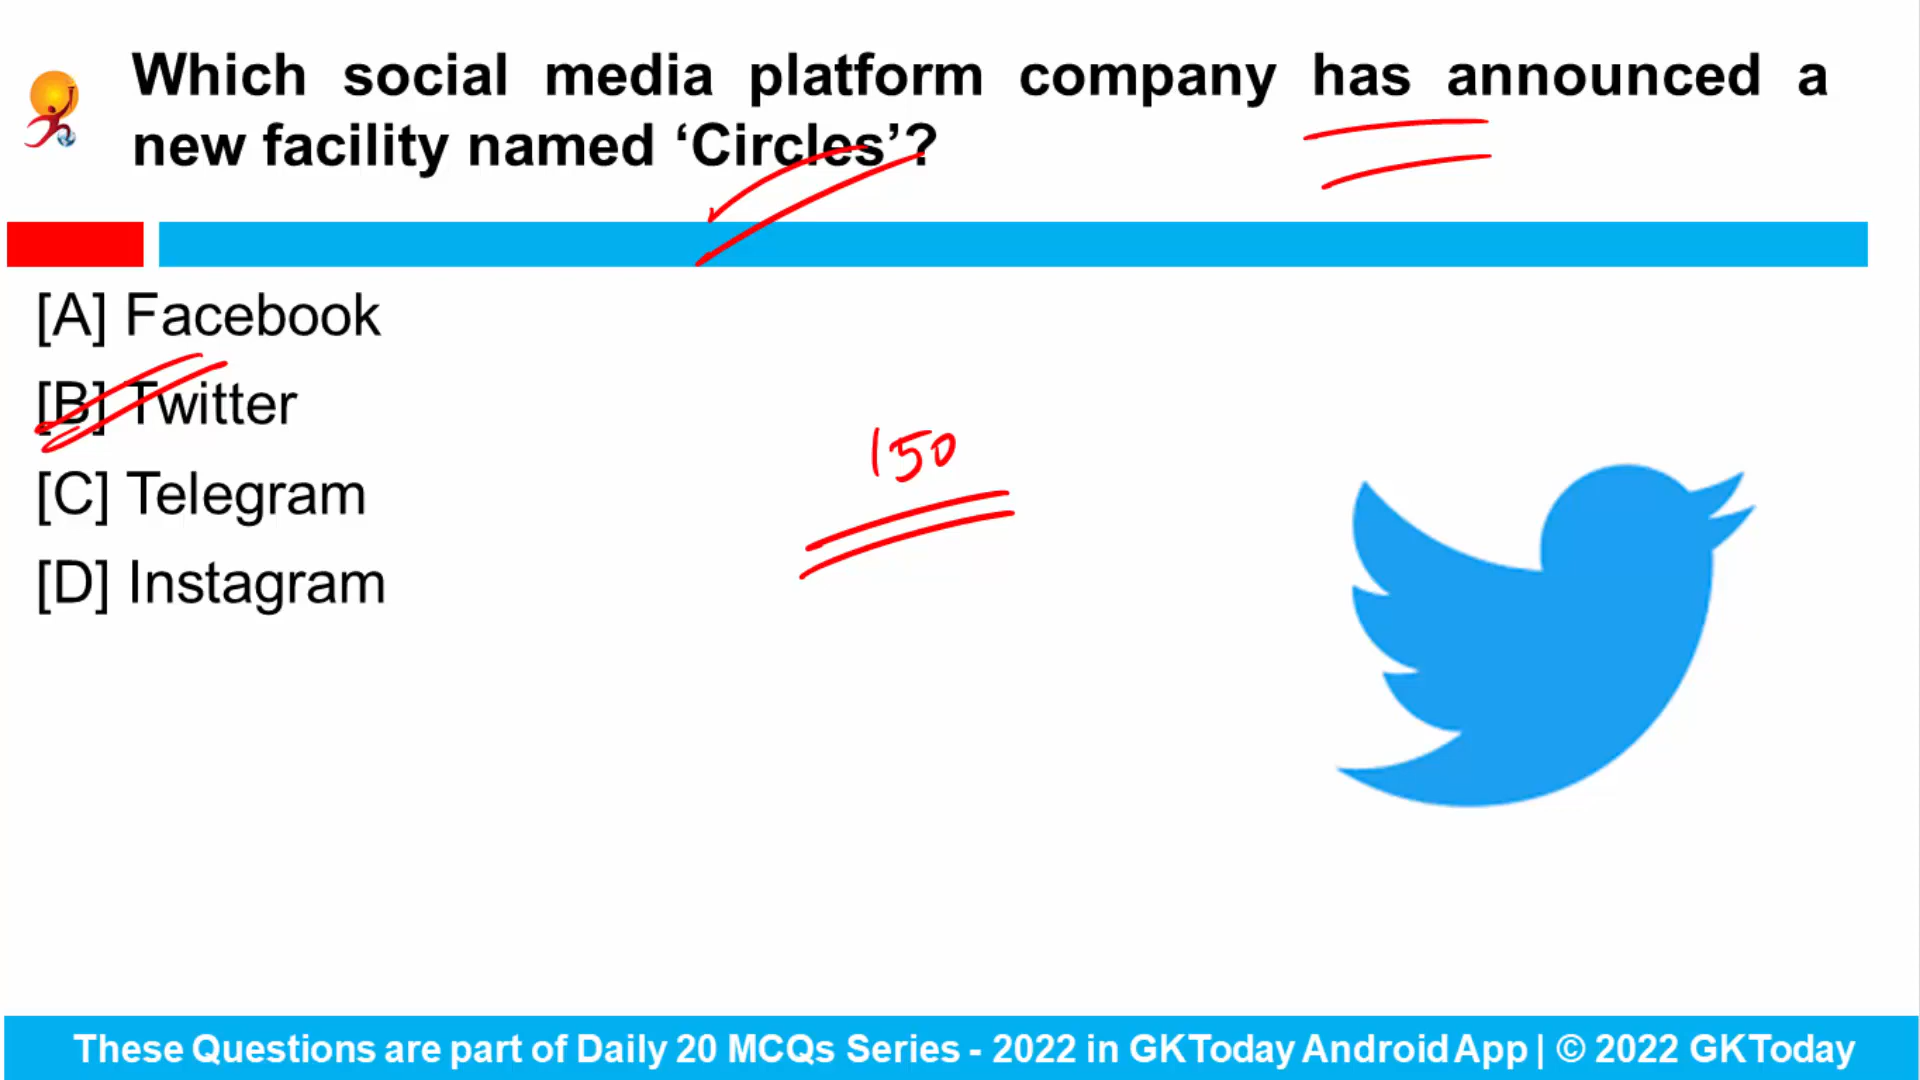 Which social media platform company has announced a
new facility named ‘Circles’?
[A] Facebook
[B] Twitter
[C] Telegram
[D] Instagram
150
These Questions are part of Daily 20 MCQs Series - 2022 in GKToday Android App | © 2022 GKToday